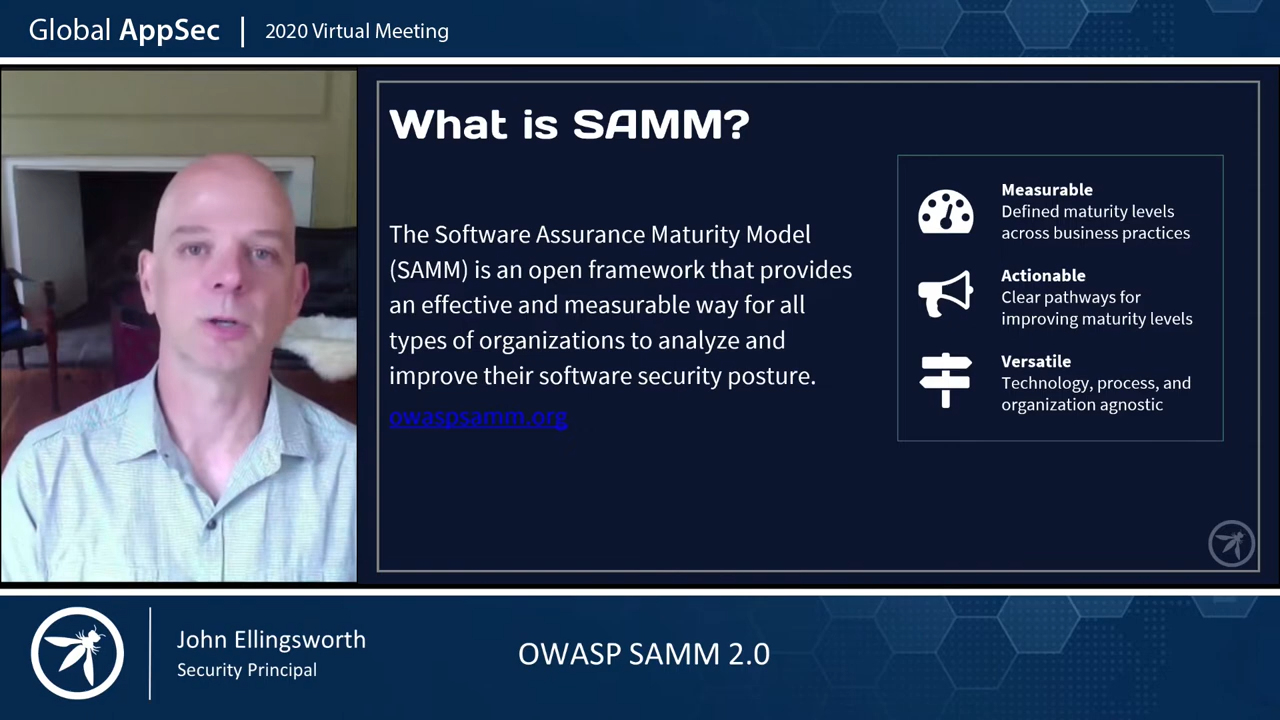 Global AppSec | 2020 Virtual Meeting
What is SAMM?
The Software Assurance Maturity Model
(SAMM) is an open framework that provides
an effective and measurable way for all
types of organizations to analyze and
improve their software security posture.
owaspsamm.org
Measurable
Defined maturity levels
across business practices
Actionable
Clear pathways for
improving maturity levels
Versatile
Technology, process, and
organization agnostic
John Ellingsworth
Security Principal
OWASP SAMM 2.0